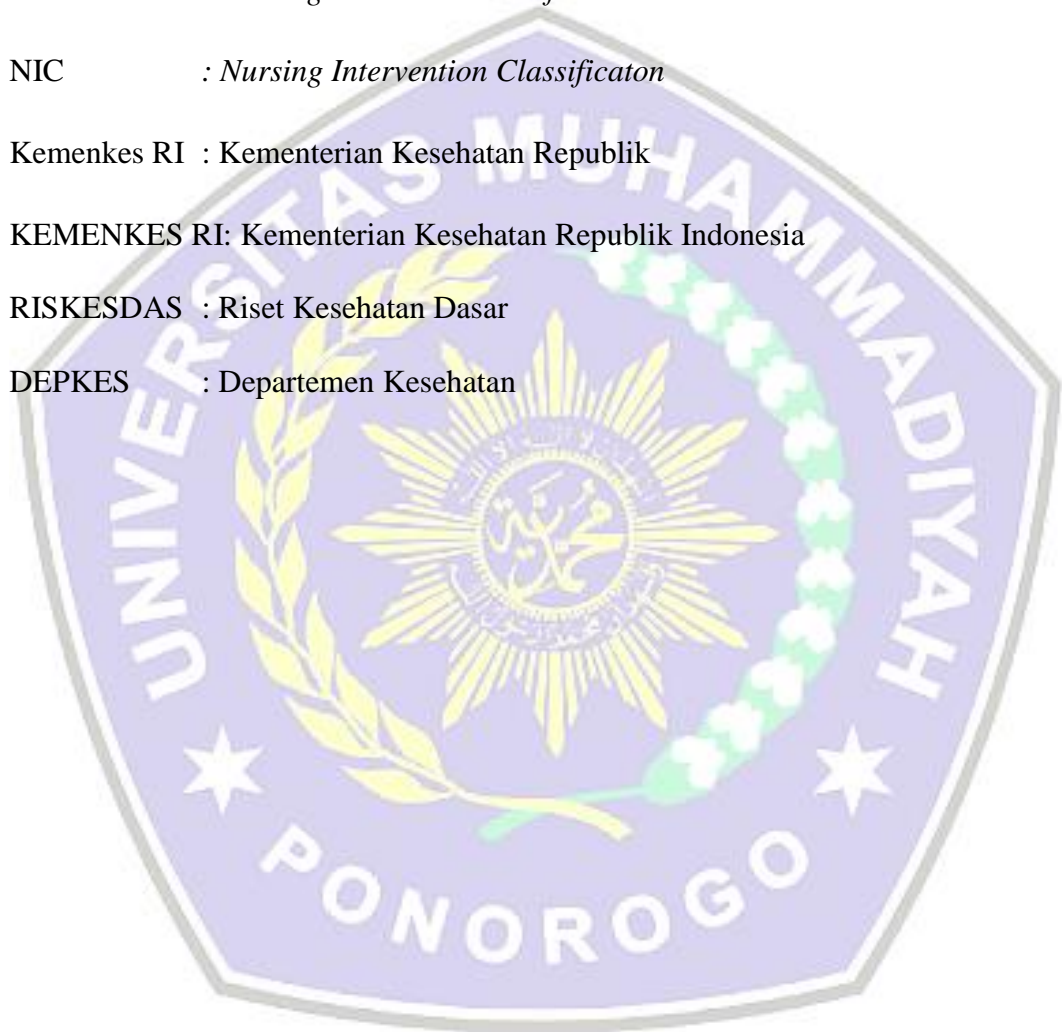 NIC : Nursing Intervention Classificaton
Kemenkes RI : Kementerian Kesehatan Republik
KEMENKES RI: Kementerian Kesehatan Republik Indonesia
RISKESDAS : Riset Kesehatan Dasar
DEPKES : Departemen Kesehatan
UNIVERSITAS MUHAMMADIYAH
محمدية
PONOROGO